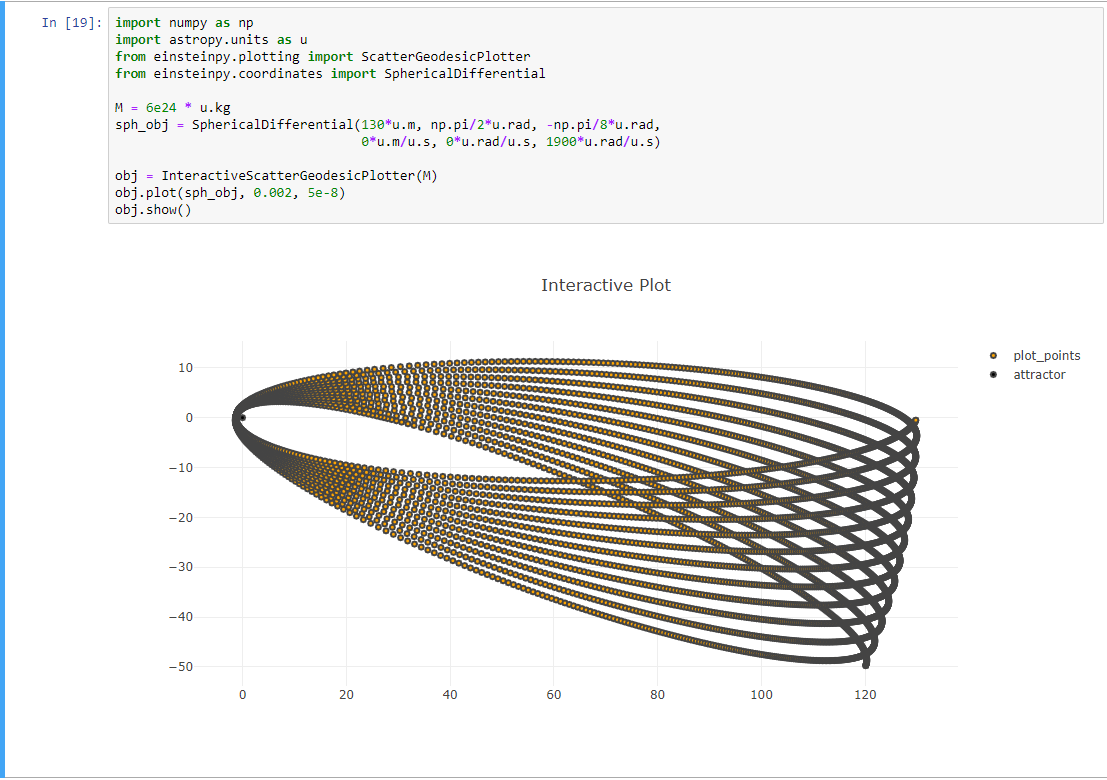 In [19]:
import numpy as np
import astropy.units as u
from einsteinpy.plotting import ScatterGeodesicPlotter
from einsteinpy.coordinates import SphericalDifferential
M = 6e24 * u.kg
sph_obj = SphericalDifferential(130*u.m, np.pi/2*u.rad, -np.pi/8*u.rad,
0*u.m/u.s, 0*u.rad/u.s, 1900*u.rad/u.s)
obj = InteractiveScatterGeodesicPlotter(M)
obj.plot(sph_obj, 0.002, 5e-8)
obj.show()
Interactive Plot
plot_points
attractor
10
0
−10
−20
−30
−40
−50
0 20 40 60 80 100 120